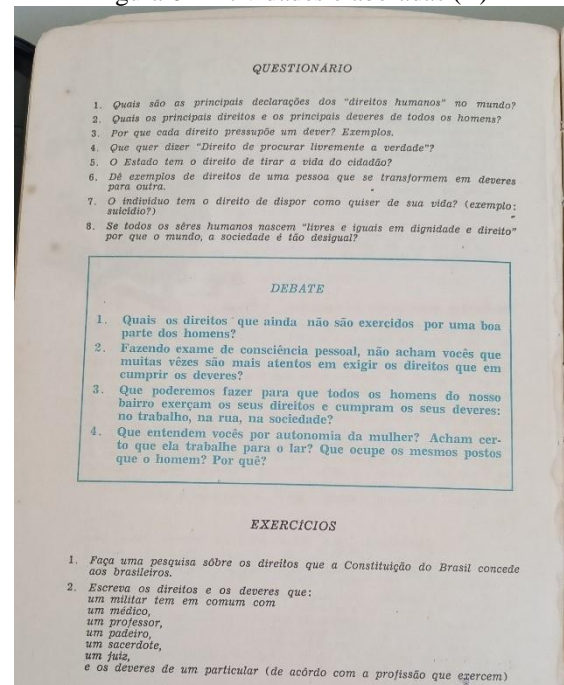 QUESTIONÁRIO
1. Quais são as principais declarações dos "direitos humanos" no mundo?
2. Quais os principais direitos e os principais deveres de todos os homens?
3. Por que cada direito pressupõe um dever? Exemplos.
4. Que quer dizer "Direito de procurar livremente a verdade"?
5. O Estado tem o direito de tirar a vida do cidadão?
6. Dê exemplos de direitos de uma pessoa que se transformem em deveres
para outra.
7. O indivíduo tem o direito de dispor como quiser de sua vida? (exemplo:
suicídio?)
8. Se todos os sêres humanos nascem "livres e iguais em dignidade e direito"
por que o mundo, a sociedade é tão desigual?
DEBATE
1. Quais os direitos que ainda não são exercidos por uma boa
parte dos homens?
2. Fazendo exame de consciência pessoal, não acham vocês que
muitas vêzes são mais atentos em exigir os direitos que em
cumprir os deveres?
3. Que poderemos fazer para que todos os homens do nosso
bairro exerçam os seus direitos e cumpram os seus deveres:
no trabalho, na rua, na sociedade?
4. Que entendem vocês por autonomia da mulher? Acham cer-
to que ela trabalhe para o lar? Que ocupe os mesmos postos
que o homem? Por quê?
EXERCÍCIOS
1. Faça uma pesquisa sôbre os direitos que a Constituição do Brasil concede
aos brasileiros.
2. Escreva os direitos e os deveres que:
um militar tem em comum com
um médico,
um professor,
um padeiro,
um sacerdote,
um juiz,
e os deveres de um particular (de acôrdo com a profissão que exercem)